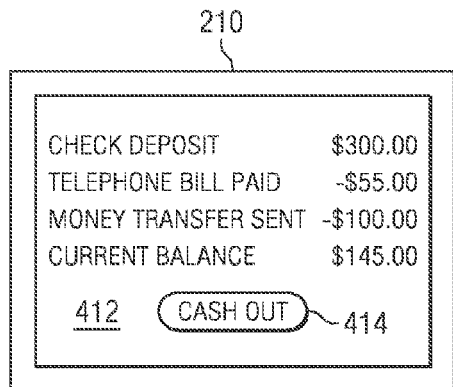 210
CHECK DEPOSIT $300.00
TELEPHONE BILL PAID -$55.00
MONEY TRANSFER SENT -$100.00
CURRENT BALANCE $145.00
412 CASH OUT 414